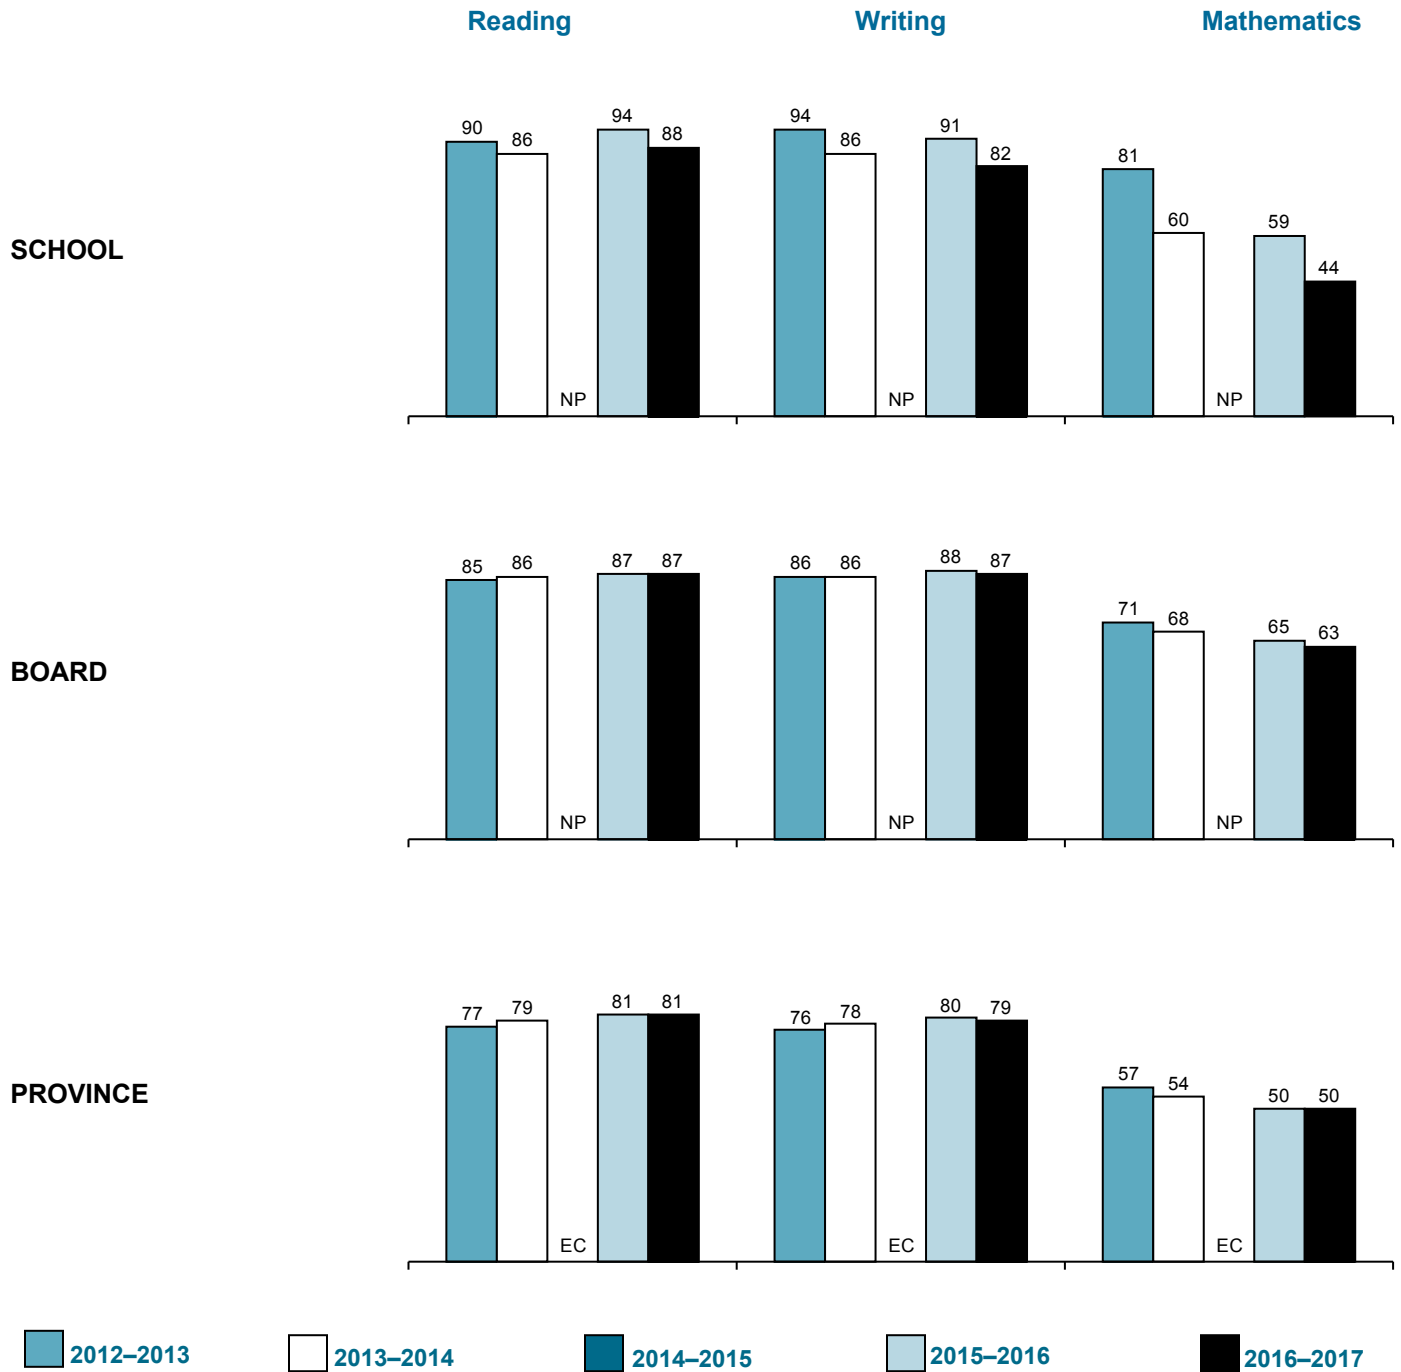 Reading Writing Mathematics
SCHOOL
90 86 NP 94 88 94 86 NP 91 82 81 60 NP 59 44
BOARD
85 86 NP 87 87 86 86 NP 88 87 71 68 NP 65 63
PROVINCE
77 79 EC 81 81 76 78 EC 80 79 57 54 EC 50 50
2012–2013 2013–2014 2014–2015 2015–2016 2016–2017